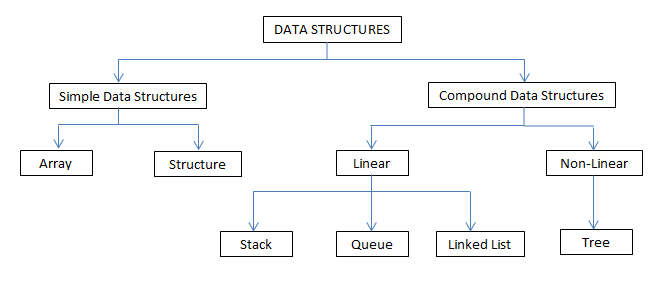 DATA STRUCTURES
Simple Data Structures
Compound Data Structures
Array
Structure
Linear
Non-Linear
Stack
Queue
Linked List
Tree